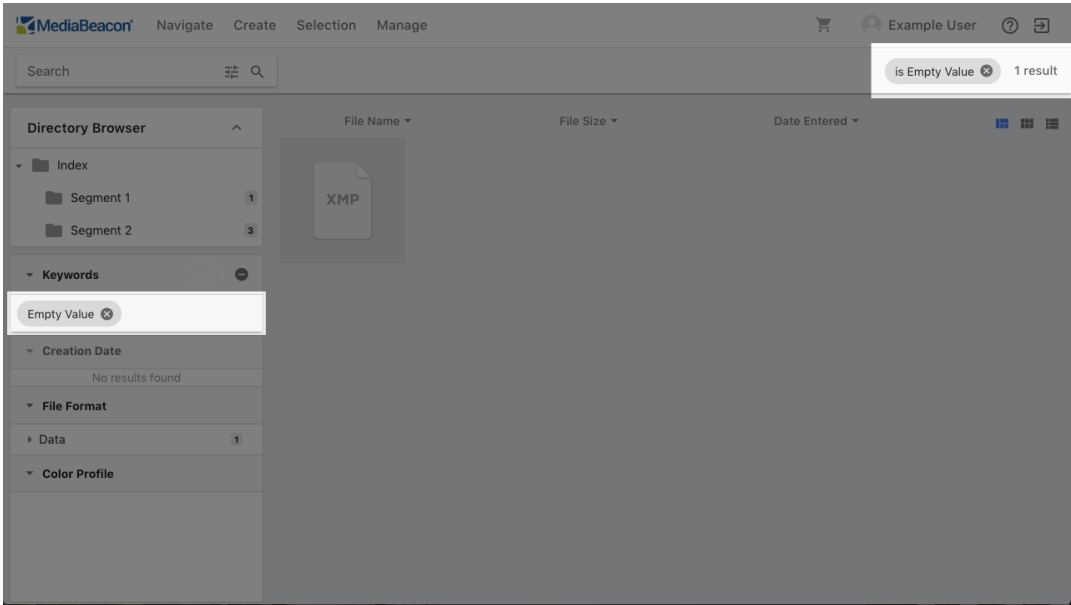 MediaBeacon® Navigate Create Selection Manage Example User
Search is Empty Value 1 result
Directory Browser
Index
Segment 1 1
Segment 2 3
Keywords
Empty Value
Creation Date
No results found
File Format
Data 1
Color Profile
File Name File Size Date Entered
XMP